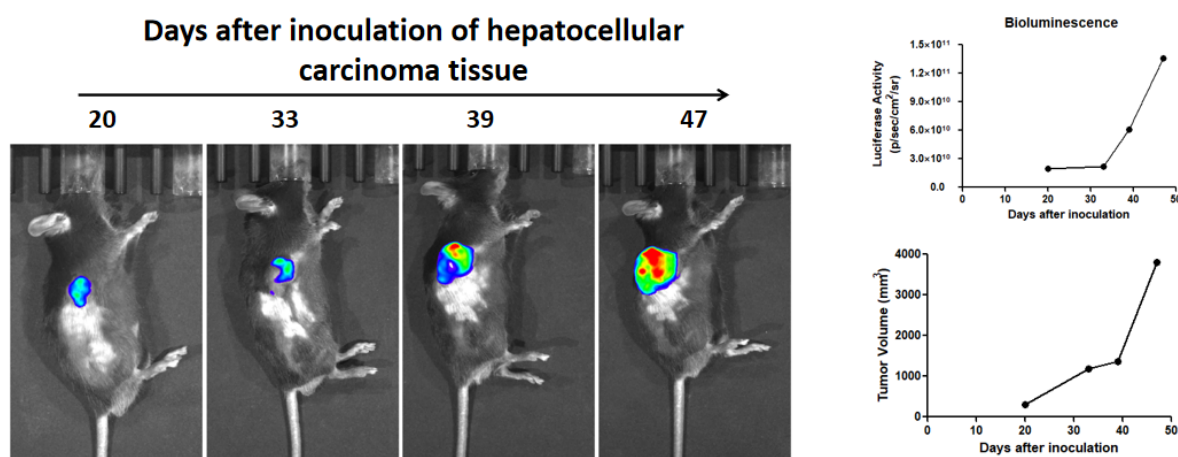 Days after inoculation of hepatocellular
carcinoma tissue
20 33 39 47
Bioluminescence
Luciferase Activity
(p/sec/cm²/sr)
1.5×10¹¹
1.2×10¹¹
9.0×10¹⁰
6.0×10¹⁰
3.0×10¹⁰
0.0
0 10 20 30 40 50
Days after inoculation
Tumor Volume (mm³)
4000
3000
2000
1000
0
0 10 20 30 40 50
Days after inoculation